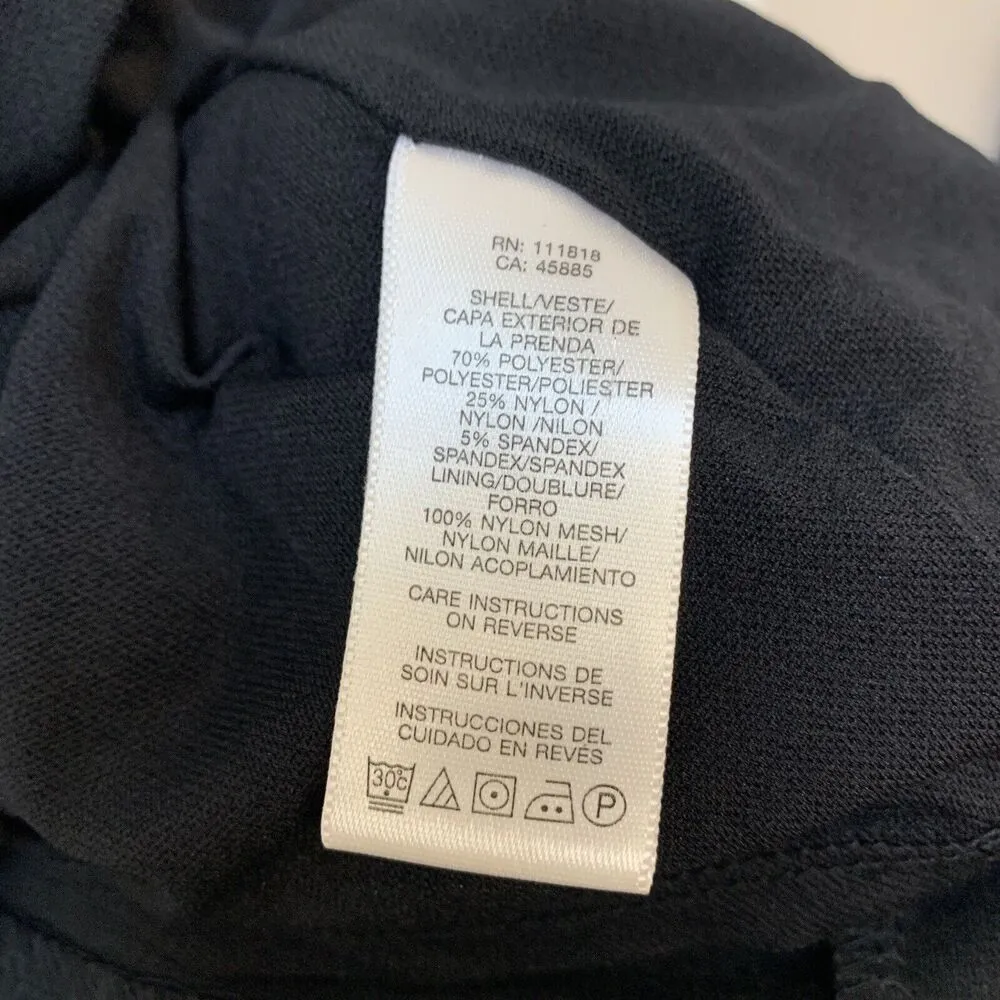 RN: 111818
CA: 45885
SHELL/VESTE/
CAPA EXTERIOR DE
LA PRENDA
70% POLYESTER/
POLYESTER/POLIESTER
25% NYLON /
NYLON /NILON
5% SPANDEX/
SPANDEX/SPANDEX
LINING/DOUBLURE/
FORRO
100% NYLON MESH/
NYLON MAILLE/
NILON ACOPLAMIENTO
CARE INSTRUCTIONS
ON REVERSE
INSTRUCTIONS DE
SOIN SUR L'INVERSE
INSTRUCCIONES DEL
CUIDADO EN REVÉS
30°C P